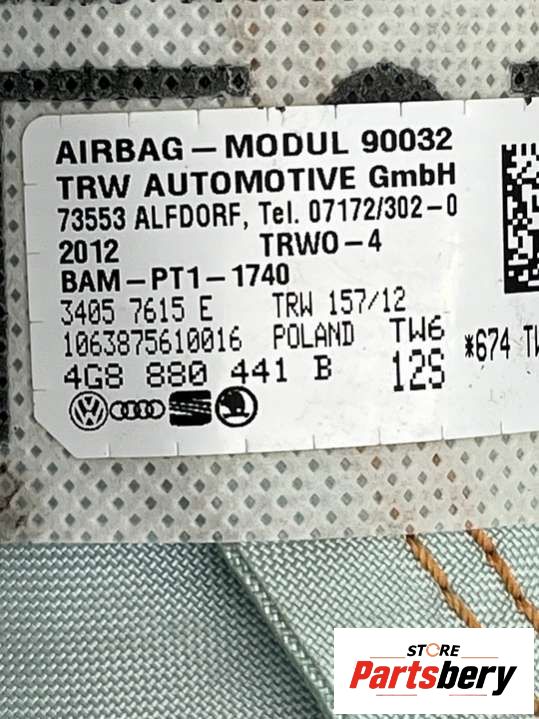 AIRBAG – MODUL 90032
TRW AUTOMOTIVE GmbH
73553 ALFDORF, Tel. 07172/302-0
2012 TRWO-4
BAM-PT1-1740
3405 7615 E TRW 157/12
1063875610016 POLAND TW6 *674
4G8 880 441 B 12S
STORE
Partsbery